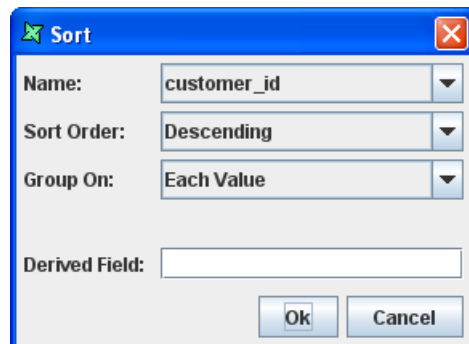 Sort
Name: customer_id
Sort Order: Descending
Group On: Each Value
Derived Field:
Ok Cancel